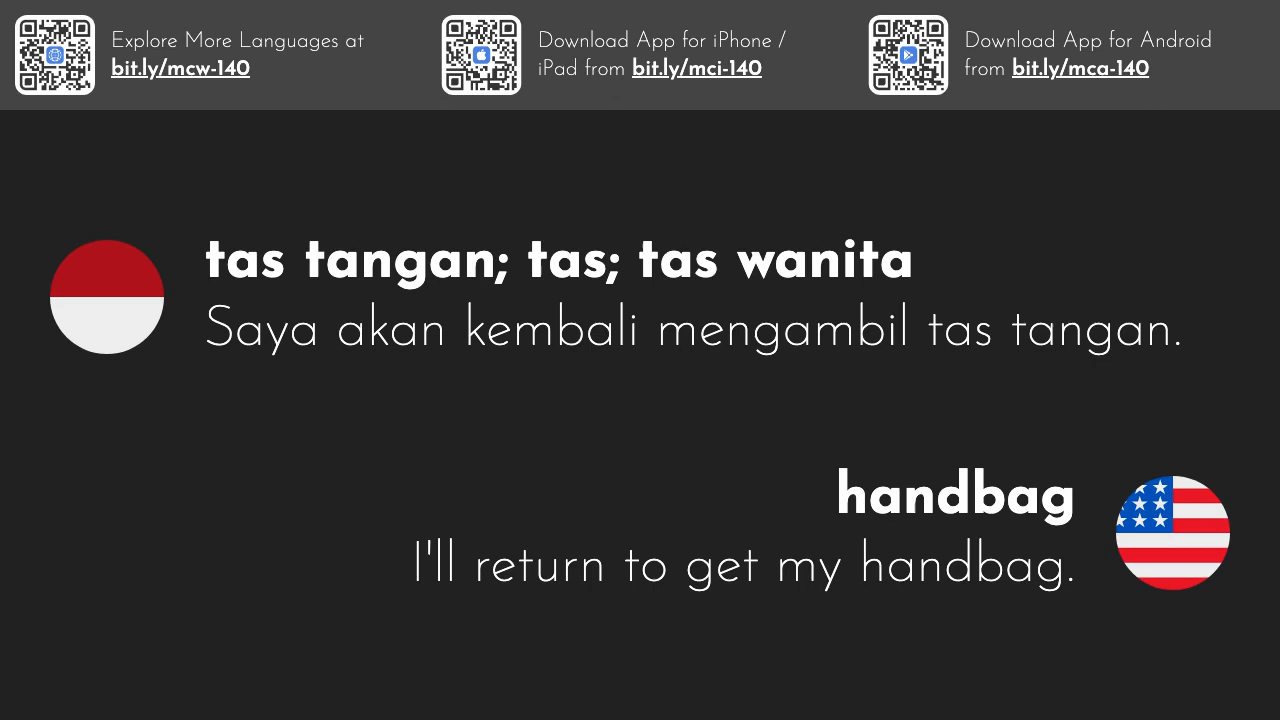 Explore More Languages at
bit.ly/mcw-140
Download App for iPhone /
iPad from bit.ly/mci-140
Download App for Android
from bit.ly/mca-140
tas tangan; tas; tas wanita
Saya akan kembali mengambil tas tangan.
handbag
I'll return to get my handbag.